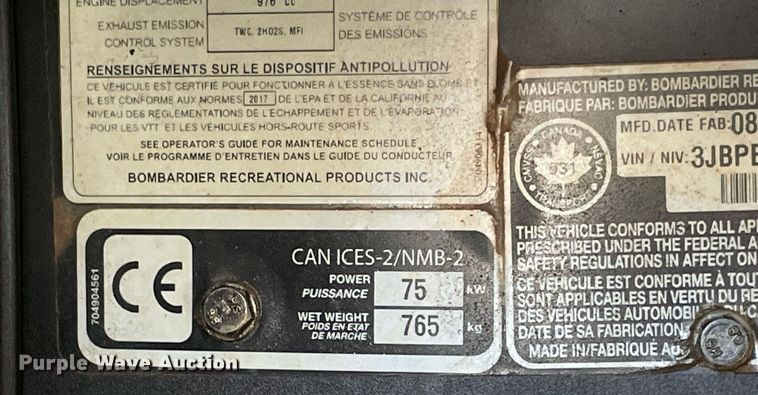 ENGINE DISPLACEMENT 976 CC
EXHAUST EMISSION
CONTROL SYSTEM
TWC, 2HO2S, MFI
SYSTÈME DE CONTRÔLE
DES ÉMISSIONS
RENSEIGNEMENTS SUR LE DISPOSITIF ANTIPOLLUTION
CE VÉHICULE EST CERTIFIÉ POUR FONCTIONNER À L'ESSENCE SANS PLOMB ET
IL EST CONFORME AUX NORMES 2017 DE L'EPA ET DE LA CALIFORNIE AU
NIVEAU DES RÉGLEMENTATIONS DE L'ÉCHAPPEMENT ET DE L'ÉVAPORATION
POUR LES VTT ET LES VÉHICULES HORS-ROUTE SPORTS.
SEE OPERATOR'S GUIDE FOR MAINTENANCE SCHEDULE
VOIR LE PROGRAMME D'ENTRETIEN DANS LE GUIDE DU CONDUCTEUR
BOMBARDIER RECREATIONAL PRODUCTS INC.
704904561
CE
CAN ICES-2/NMB-2
POWER
PUISSANCE
75 kW
WET WEIGHT
POIDS EN ÉTAT
DE MARCHE
765 kg
MANUFACTURED BY: BOMBARDIER RE
FABRIQUÉ PAR: BOMBARDIER PRODU
CANADA
CMVSS
NSVAC
931
TRANSPORT
MFD.DATE FAB:08
VIN / NIV: 3JBPE
THIS VEHICLE CONFORMS TO ALL AP
PRESCRIBED UNDER THE FEDERAL
SAFETY REGULATIONS IN EFFECT ON
CE VÉHICULE EST CONFORME À TOU
SONT APPLICABLES EN VERTU DU RE
DES VÉHICULES AUTOMOBIL
DATE DE SA FABRICATION
MADE IN/FABRIQUÉ AU
Purple Wave Auction